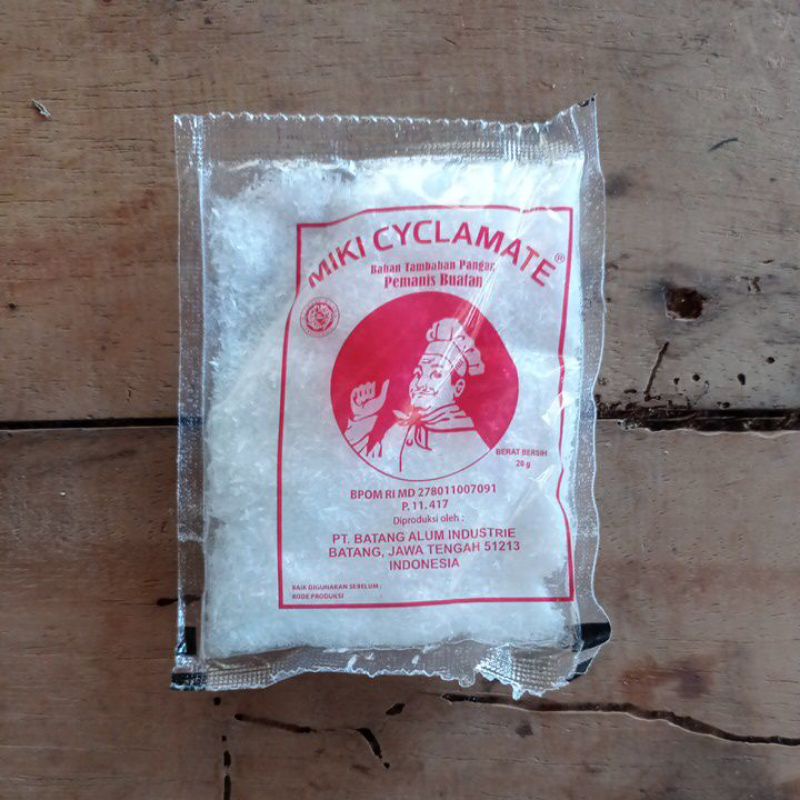 MIKI CYCLAMATE®
Bahan Tambahan Pangan
Pemanis Buatan
BERAT BERSIH
20 g
BPOM RI MD 278011007091
P. 11. 417
Diproduksi oleh :
PT. BATANG ALUM INDUSTRIE
BATANG, JAWA TENGAH 51213
INDONESIA
BAIK DIGUNAKAN SEBELUM :
KODE PRODUKSI